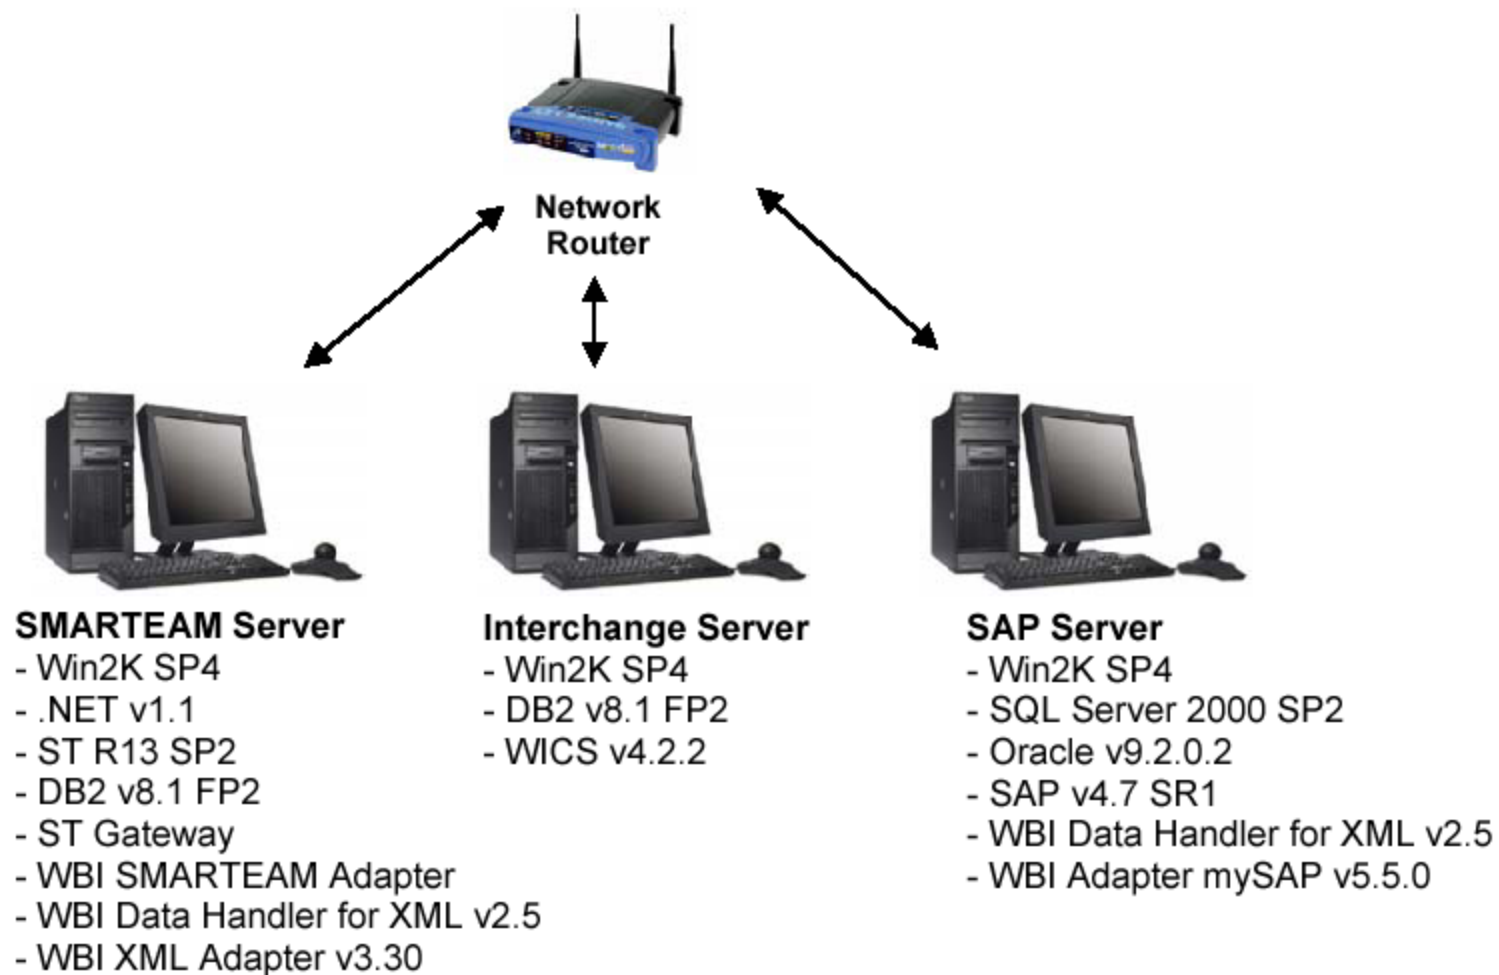 Network
Router
SMARTEAM Server
- Win2K SP4
- .NET v1.1
- ST R13 SP2
- DB2 v8.1 FP2
- ST Gateway
- WBI SMARTEAM Adapter
- WBI Data Handler for XML v2.5
- WBI XML Adapter v3.30
Interchange Server
- Win2K SP4
- DB2 v8.1 FP2
- WICS v4.2.2
SAP Server
- Win2K SP4
- SQL Server 2000 SP2
- Oracle v9.2.0.2
- SAP v4.7 SR1
- WBI Data Handler for XML v2.5
- WBI Adapter mySAP v5.5.0